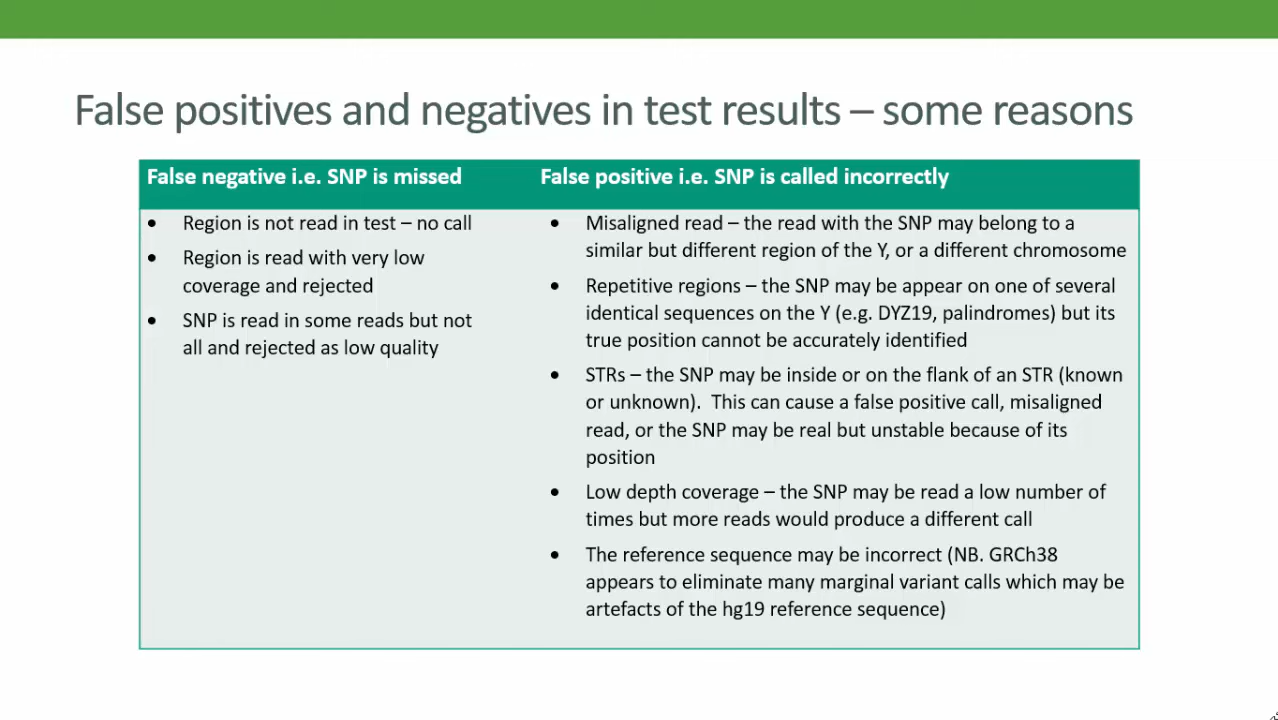 False positives and negatives in test results – some reasons
False negative i.e. SNP is missed
False positive i.e. SNP is called incorrectly
• Region is not read in test – no call
• Region is read with very low
coverage and rejected
• SNP is read in some reads but not
all and rejected as low quality
• Misaligned read – the read with the SNP may belong to a
similar but different region of the Y, or a different chromosome
• Repetitive regions – the SNP may be appear on one of several
identical sequences on the Y (e.g. DYZ19, palindromes) but its
true position cannot be accurately identified
• STRs – the SNP may be inside or on the flank of an STR (known
or unknown).  This can cause a false positive call, misaligned
read, or the SNP may be real but unstable because of its
position
• Low depth coverage – the SNP may be read a low number of
times but more reads would produce a different call
• The reference sequence may be incorrect (NB. GRCh38
appears to eliminate many marginal variant calls which may be
artefacts of the hg19 reference sequence)